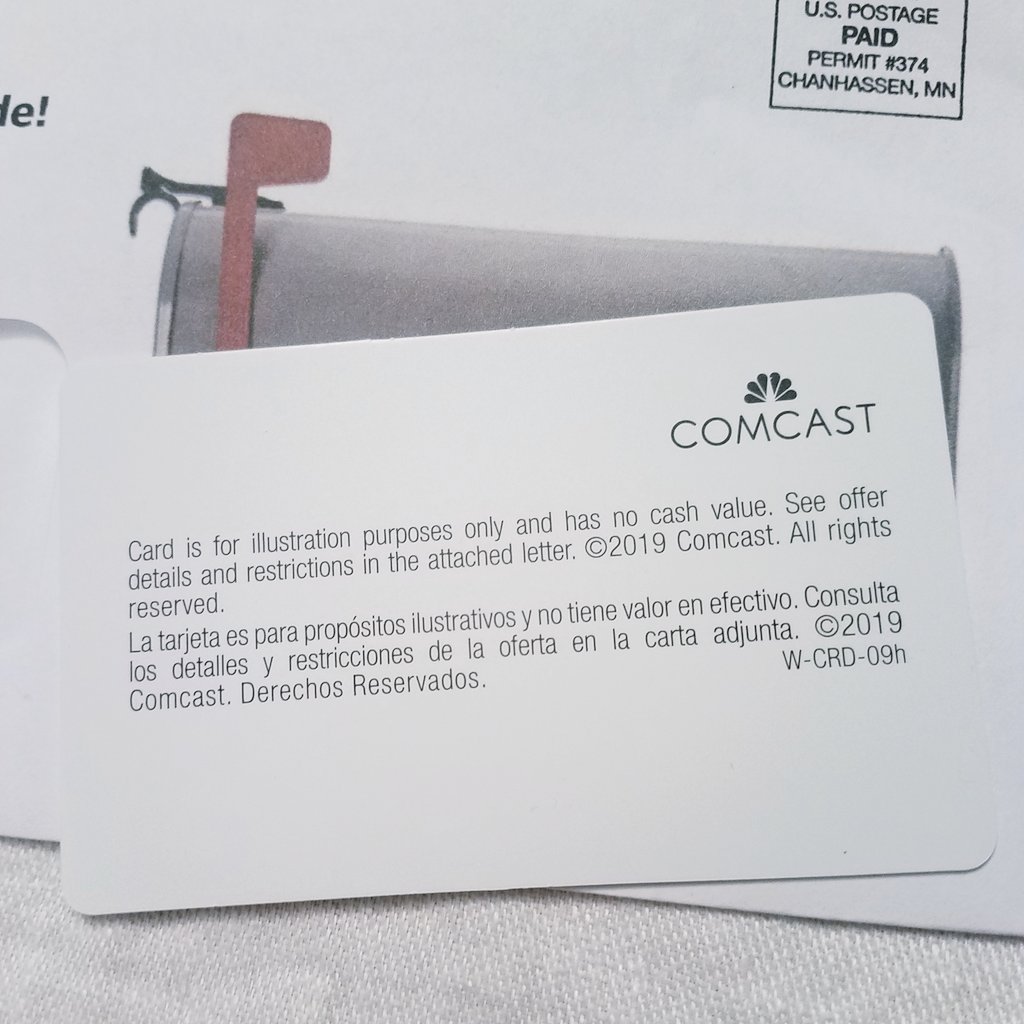 U.S. POSTAGE
PAID
PERMIT #374
CHANHASSEN, MN
COMCAST
Card is for illustration purposes only and has no cash value. See offer
details and restrictions in the attached letter. ©2019 Comcast. All rights
reserved.
La tarjeta es para propósitos ilustrativos y no tiene valor en efectivo. Consulta
los detalles y restricciones de la oferta en la carta adjunta. ©2019
Comcast. Derechos Reservados.
W-CRD-09h